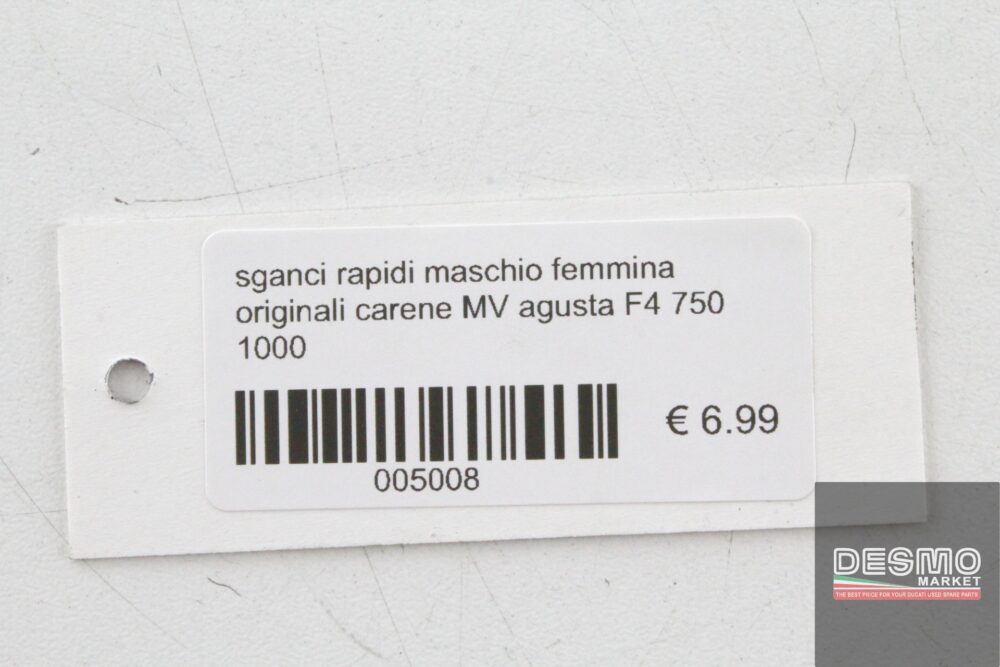 sganci rapidi maschio femmina
originali carene MV agusta F4 750
1000
€ 6.99
005008
DESMO
MARKET
THE BEST PRICE FOR YOUR DUCATI USED SPARE PARTS